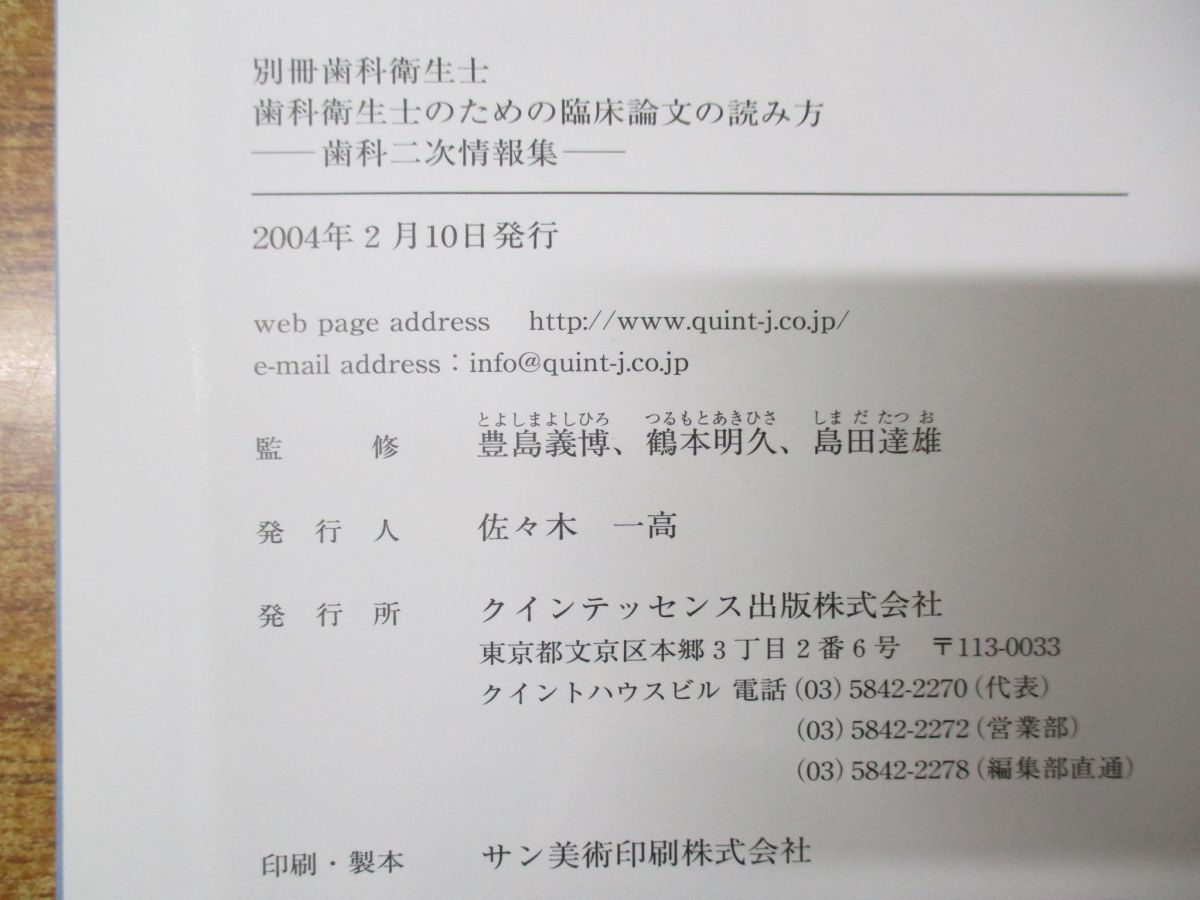 別冊歯科衛生士
歯科衛生士のための臨床論文の読み方
――歯科二次情報集――
2004年2月10日発行
web page address http://www.quint-j.co.jp/
e-mail address：info@quint-j.co.jp
とよしまよしひろ つるもとあきひさ しまだたつお
監修 豊島義博、鶴本明久、島田達雄
発行人 佐々木 一高
発行所 クインテッセンス出版株式会社
東京都文京区本郷3丁目2番6号 〒113-0033
クイントハウスビル 電話(03)5842-2270(代表)
(03)5842-2272(営業部)
(03)5842-2278(編集部直通)
印刷・製本 サン美術印刷株式会社